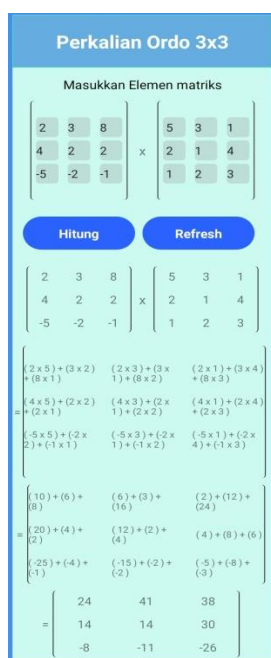 Perkalian Ordo 3x3
Masukkan Elemen matriks
2 3 8 5 3 1
4 2 2 x 2 1 4
-5 -2 -1 1 2 3
Hitung Refresh
2 3 8 5 3 1
4 2 2 x 2 1 4
-5 -2 -1 1 2 3
( 2 x 5 ) + (3 x 2 ) ( 2 x 3 ) + (3 x ( 2 x 1 ) + (3 x 4 )
+ (8 x 1 ) 1 ) + (8 x 2 ) + (8 x 3 )
( 4 x 5 ) + (2 x 2 ) ( 4 x 3 ) + (2 x ( 4 x 1 ) + (2 x 4 )
= + (2 x 1 ) 1 ) + (2 x 2 ) + (2 x 3 )
( -5 x 5 ) + (-2 x ( -5 x 3 ) + (-2 x ( -5 x 1 ) + (-2 x
2 ) + (-1 x 1 ) 1 ) + (-1 x 2 ) 4 ) + (-1 x 3 )
( 10 ) + (6 ) + ( 6 ) + (3 ) + ( 2 ) + (12 ) +
(8 ) (16 ) (24 )
( 20 ) + (4 ) + ( 12 ) + (2 ) +
= (2 ) (4 ) ( 4 ) + (8 ) + (6 )
( -25 ) + (-4 ) + ( -15 ) + (-2 ) + ( -5 ) + (-8 ) +
(-1 ) (-2 ) (-3 )
24 41 38
= 14 14 30
-8 -11 -26